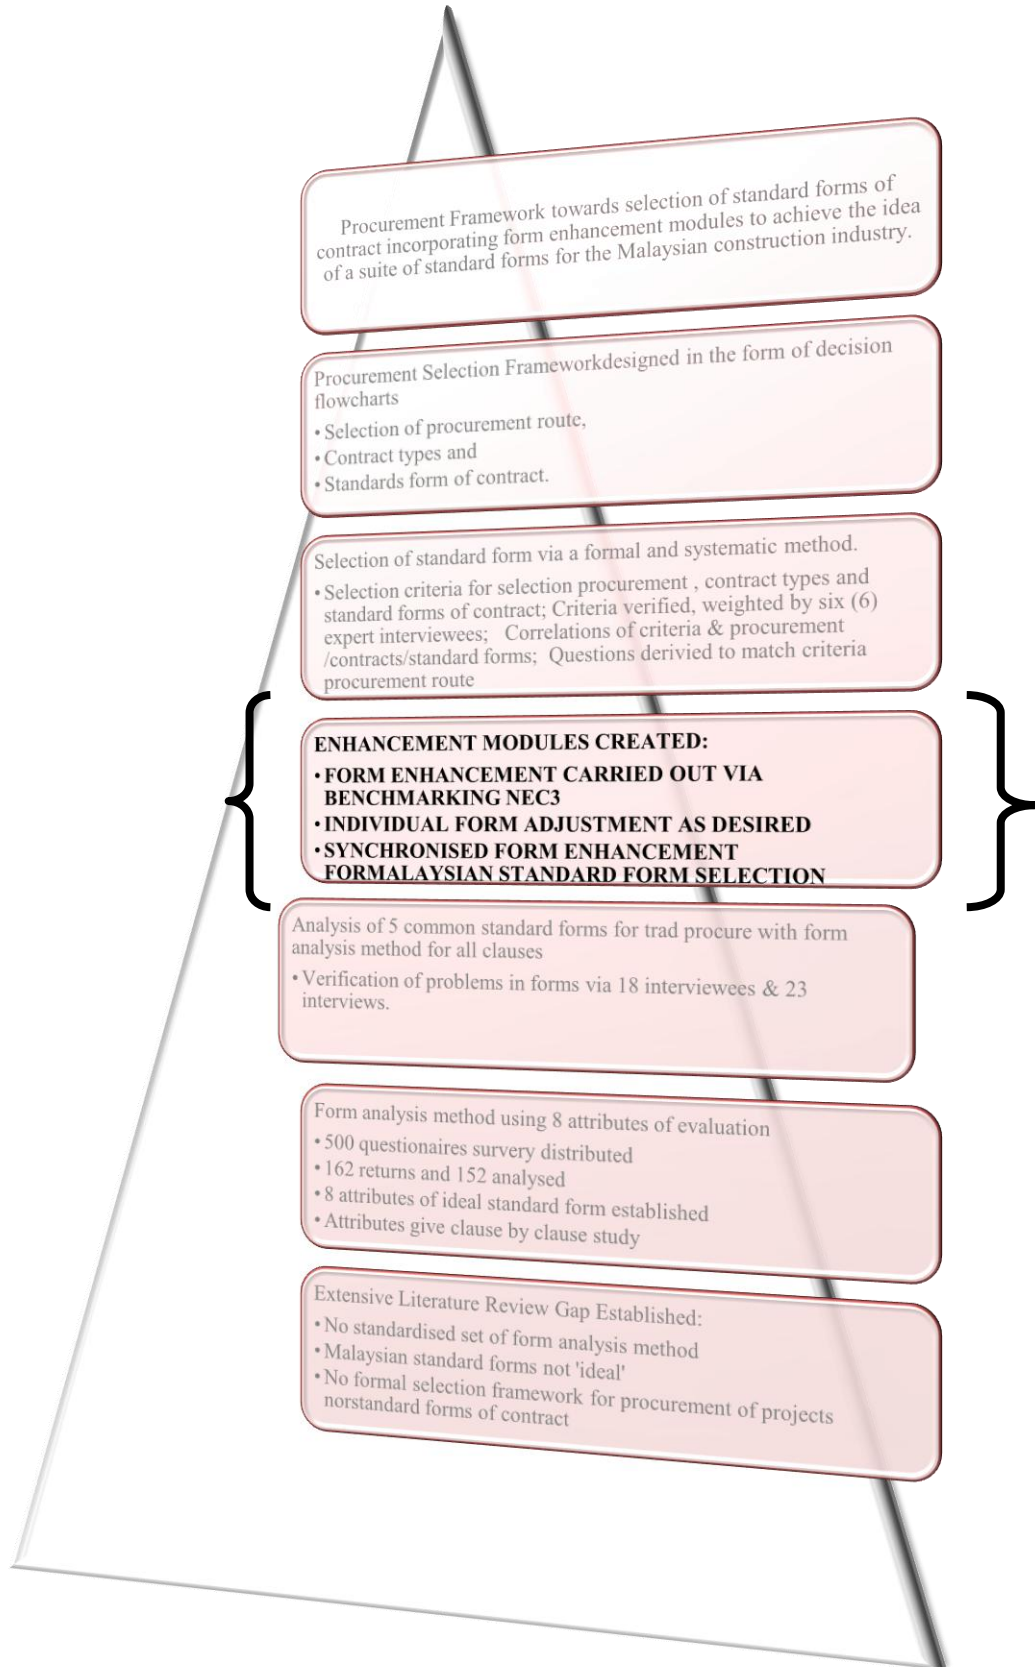 Procurement Framework towards selection of standard forms of
contract incorporating form enhancement modules to achieve the idea
of a suite of standard forms for the Malaysian construction industry.
Procurement Selection Frameworkdesigned in the form of decision
flowcharts
• Selection of procurement route,
• Contract types and
• Standards form of contract.
Selection of standard form via a formal and systematic method.
• Selection criteria for selection procurement , contract types and
standard forms of contract; Criteria verified, weighted by six (6)
expert interviewees; Correlations of criteria & procurement
/contracts/standard forms; Questions derivied to match criteria
procurement route
ENHANCEMENT MODULES CREATED:
• FORM ENHANCEMENT CARRIED OUT VIA
BENCHMARKING NEC3
• INDIVIDUAL FORM ADJUSTMENT AS DESIRED
• SYNCHRONISED FORM ENHANCEMENT
FORMALAYSIAN STANDARD FORM SELECTION
Analysis of 5 common standard forms for trad procure with form
analysis method for all clauses
• Verification of problems in forms via 18 interviewees & 23
interviews.
Form analysis method using 8 attributes of evaluation
• 500 questionaires survery distributed
• 162 returns and 152 analysed
• 8 attributes of ideal standard form established
• Attributes give clause by clause study
Extensive Literature Review Gap Established:
• No standardised set of form analysis method
• Malaysian standard forms not 'ideal'
• No formal selection framework for procurement of projects
norstandard forms of contract